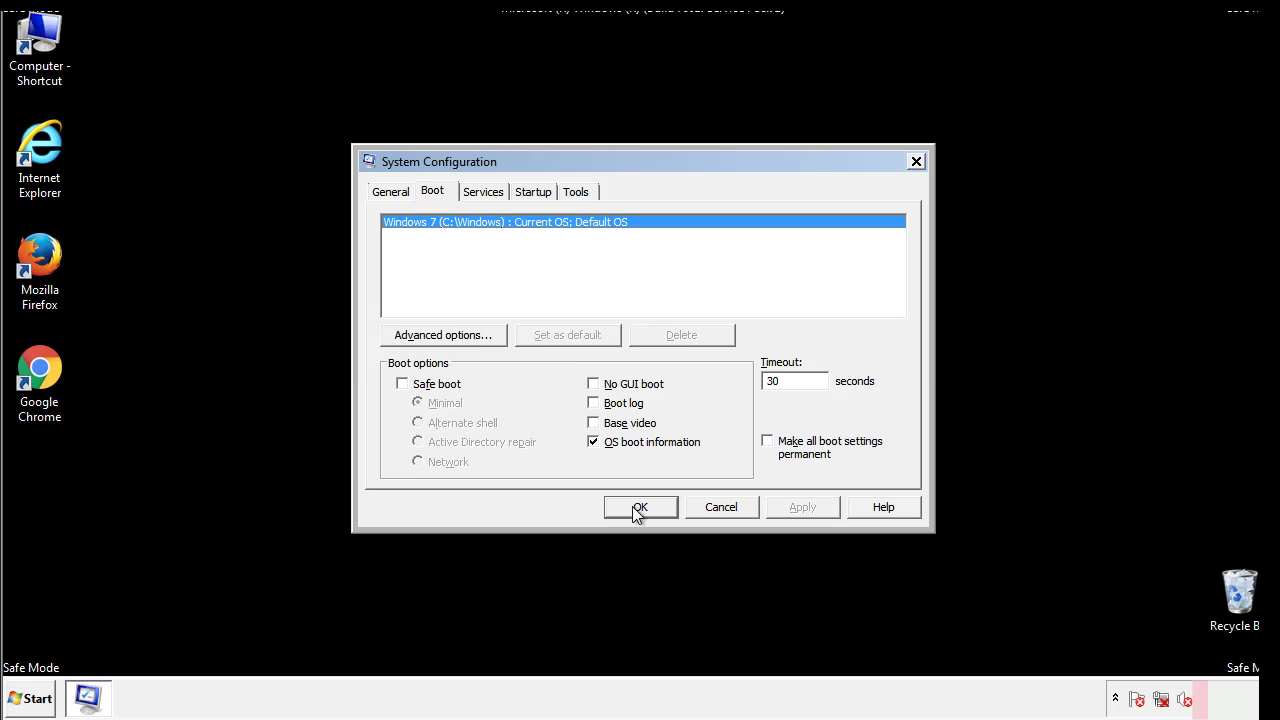 Computer -
Shortcut
Internet
Explorer
Mozilla
Firefox
Google
Chrome
System Configuration
General
Boot
Services
Startup
Tools
Windows 7 (C:\Windows) : Current OS; Default OS
Advanced options...
Set as default
Delete
Boot options
Safe boot
Minimal
Alternate shell
Active Directory repair
Network
No GUI boot
Boot log
Base video
OS boot information
Timeout:
30 seconds
Make all boot settings
permanent
OK
Cancel
Apply
Help
Recycle B
Safe Mode
Safe M
Start